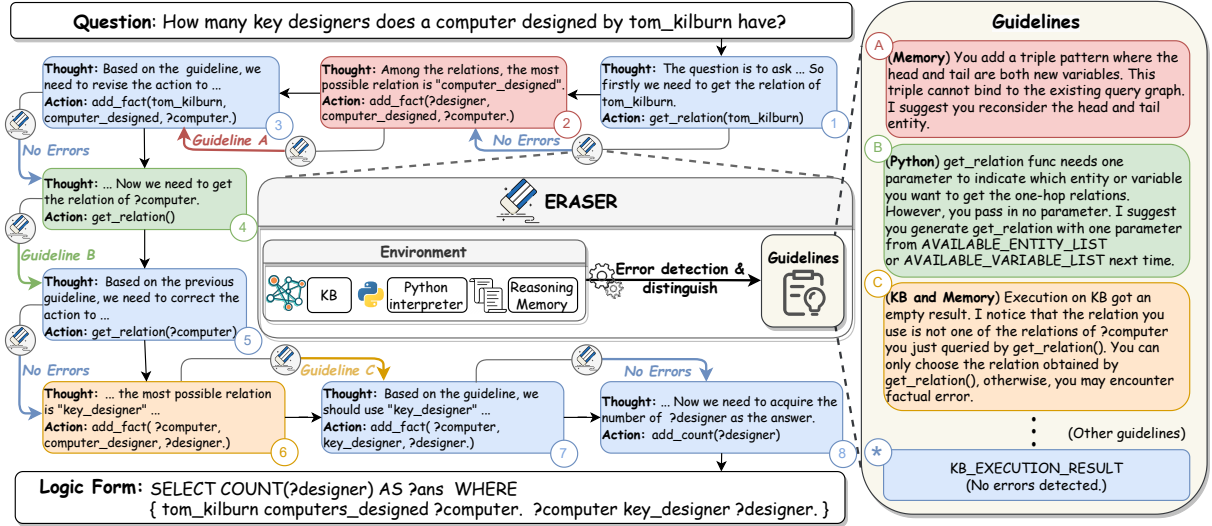 Question: How many key designers does a computer designed by tom_kilburn have?
Thought: The question is to ask ... So
firstly we need to get the relation of
tom_kilburn.
Action: get_relation(tom_kilburn)
1
No Errors
Thought: Among the relations, the most
possible relation is "computer_designed".
Action: add_fact(?designer,
computer_designed, ?computer.)
2
Guideline A
Thought: Based on the guideline, we
need to revise the action to ...
Action: add_fact(tom_kilburn,
computer_designed, ?computer.)
3
No Errors
Thought: ... Now we need to get
the relation of ?computer.
Action: get_relation()
4
Guideline B
Thought: Based on the previous
guideline, we need to correct the
action to ...
Action: get_relation(?computer)
5
No Errors
Thought: ... the most possible relation
is "key_designer" ...
Action: add_fact( ?computer,
computer_designer, ?designer.)
6
Guideline C
Thought: Based on the guideline, we
should use "key_designer" ...
Action: add_fact( ?computer,
key_designer, ?designer.)
7
No Errors
Thought: ... Now we need to acquire the
number of ?designer as the answer.
Action: add_count(?designer)
8
ERASER
Environment
KB
Python
interpreter
Reasoning
Memory
Error detection &
distinguish
Guidelines
Logic Form: SELECT COUNT(?designer) AS ?ans WHERE
{ tom_kilburn computers_designed ?computer. ?computer key_designer ?designer. }
Guidelines
A
(Memory) You add a triple pattern where the
head and tail are both new variables. This
triple cannot bind to the existing query graph.
I suggest you reconsider the head and tail
entity.
B
(Python) get_relation func needs one
parameter to indicate which entity or variable
you want to get the one-hop relations.
However, you pass in no parameter. I suggest
you generate get_relation with one parameter
from AVAILABLE_ENTITY_LIST
or AVAILABLE_VARIABLE_LIST next time.
C
(KB and Memory) Execution on KB got an
empty result. I notice that the relation you
use is not one of the relations of ?computer
you just queried by get_relation(). You can
only choose the relation obtained by
get_relation(), otherwise, you may encounter
factual error.
(Other guidelines)
*
KB_EXECUTION_RESULT
(No errors detected.)